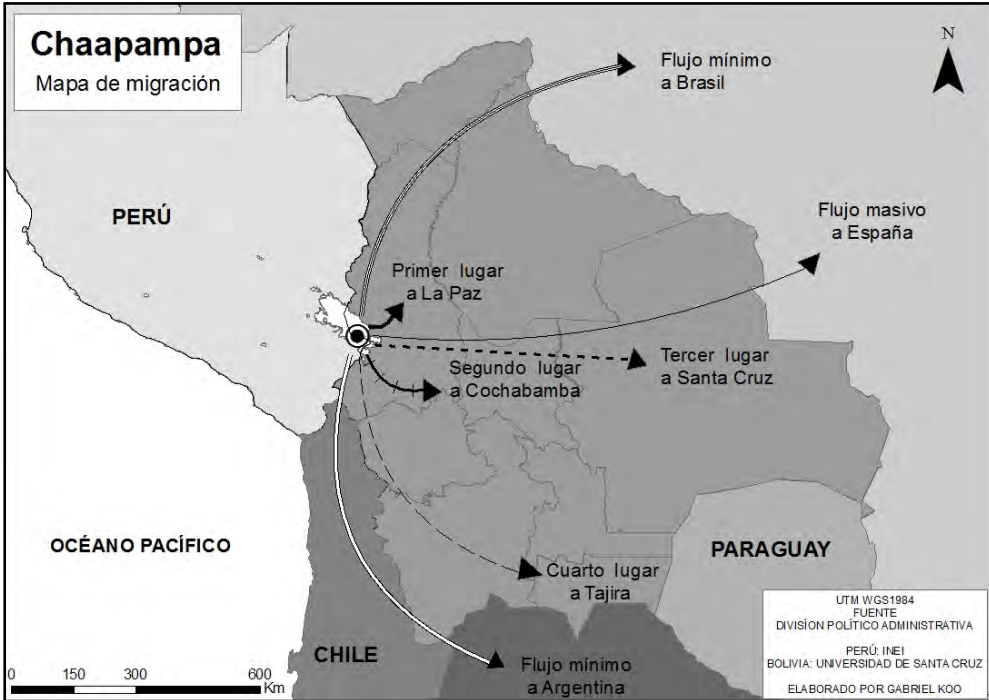 Chaapampa
Mapa de migración
N
Flujo mínimo
a Brasil
PERÚ
Flujo masivo
a España
Primer lugar
a La Paz
Segundo lugar
a Cochabamba
Tercer lugar
a Santa Cruz
OCÉANO PACÍFICO
PARAGUAY
Cuarto lugar
a Tajira
CHILE
Flujo mínimo
a Argentina
0 150 300 600
Km
UTM WGS1984
FUENTE
DIVISÍON POLÍTICO ADMINISTRATIVA
PERÚ: INEI
BOLIVIA: UNIVERSIDAD DE SANTA CRUZ
ELABORADO POR GABRIEL KOO